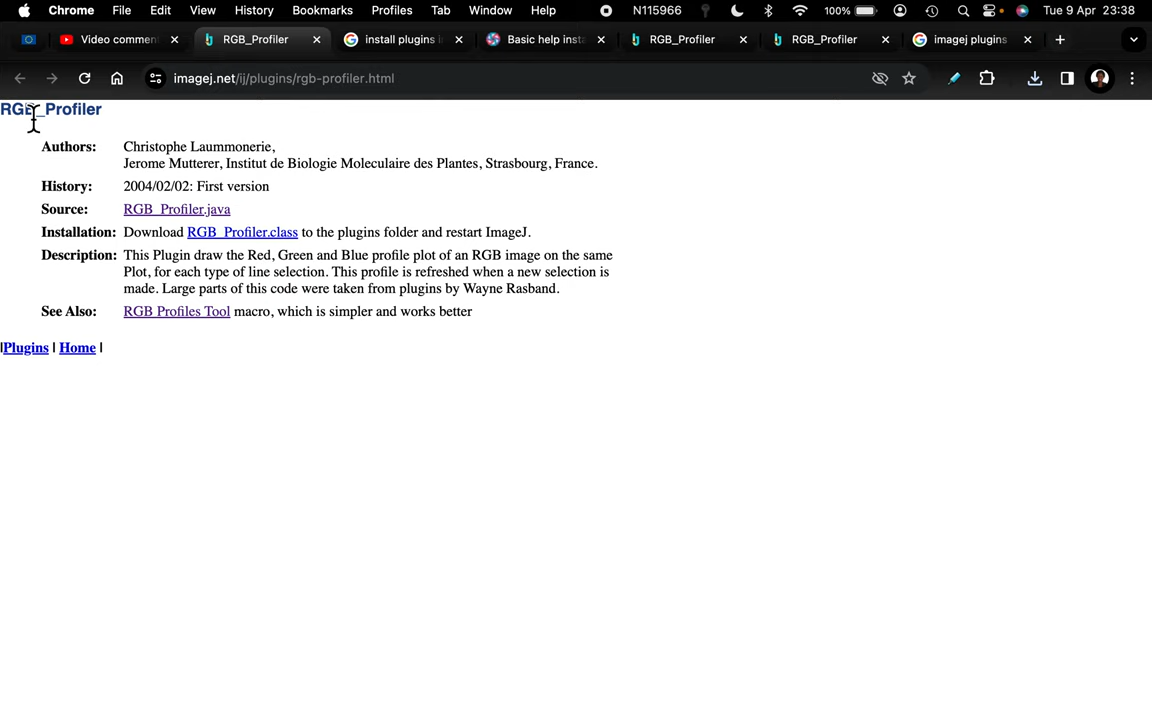 Chrome File Edit View History Bookmarks Profiles Tab Window Help N115966 100% Tue 9 Apr 23:38
Video commen RGB_Profiler install plugins i Basic help insta RGB_Profiler RGB_Profiler imagej plugins
imagej.net/ij/plugins/rgb-profiler.html
RGB_Profiler
Authors: Christophe Laummonerie,
Jerome Mutterer, Institut de Biologie Moleculaire des Plantes, Strasbourg, France.
History: 2004/02/02: First version
Source: RGB_Profiler.java
Installation: Download RGB_Profiler.class to the plugins folder and restart ImageJ.
Description: This Plugin draw the Red, Green and Blue profile plot of an RGB image on the same
Plot, for each type of line selection. This profile is refreshed when a new selection is
made. Large parts of this code were taken from plugins by Wayne Rasband.
See Also: RGB Profiles Tool macro, which is simpler and works better
|Plugins | Home |